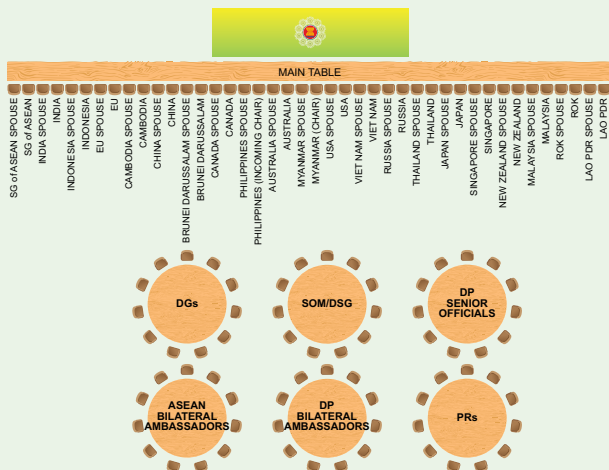 MAIN TABLE
SG of ASEAN SPOUSE
SG of ASEAN
INDIA SPOUSE
INDIA
INDONESIA SPOUSE
INDONESIA
EU SPOUSE
EU
CAMBODIA SPOUSE
CAMBODIA
CHINA SPOUSE
CHINA
BRUNEI DARUSSALAM SPOUSE
BRUNEI DARUSSALAM
CANADA SPOUSE
CANADA
PHILIPPINES SPOUSE
PHILIPPINES (INCOMING CHAIR)
AUSTRALIA SPOUSE
AUSTRALIA
MYANMAR SPOUSE
MYANMAR (CHAIR)
USA SPOUSE
USA
VIET NAM SPOUSE
VIET NAM
RUSSIA SPOUSE
RUSSIA
THAILAND SPOUSE
THAILAND
JAPAN SPOUSE
JAPAN
SINGAPORE SPOUSE
SINGAPORE
NEW ZEALAND SPOUSE
NEW ZEALAND
MALAYSIA SPOUSE
MALAYSIA
ROK SPOUSE
ROK
LAO PDR SPOUSE
LAO PDR
DGs
SOM/DSG
DP
SENIOR
OFFICIALS
ASEAN
BILATERAL
AMBASSADORS
DP
BILATERAL
AMBASSADORS
PRs